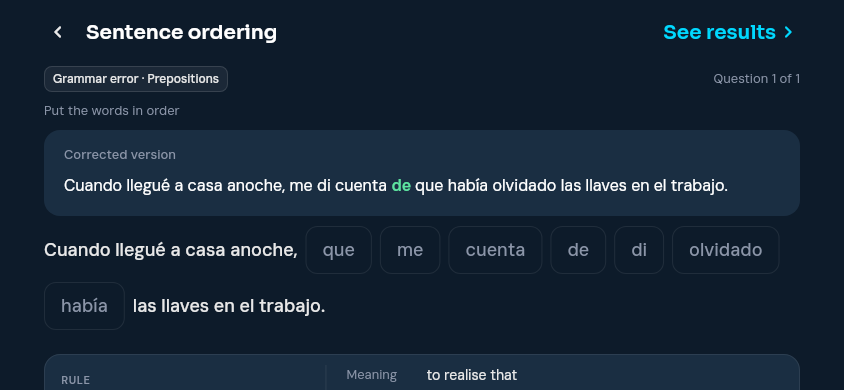 Sentence ordering See results
Grammar error · Prepositions Question 1 of 1
Put the words in order
Corrected version
Cuando llegué a casa anoche, me di cuenta de que había olvidado las llaves en el trabajo.
Cuando llegué a casa anoche, que me cuenta de di olvidado
había las llaves en el trabajo.
Meaning to realise that
RULE